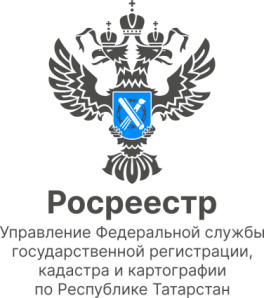 Росреестр
Управление Федеральной службы
государственной регистрации,
кадастра и картографии
по Республике Татарстан